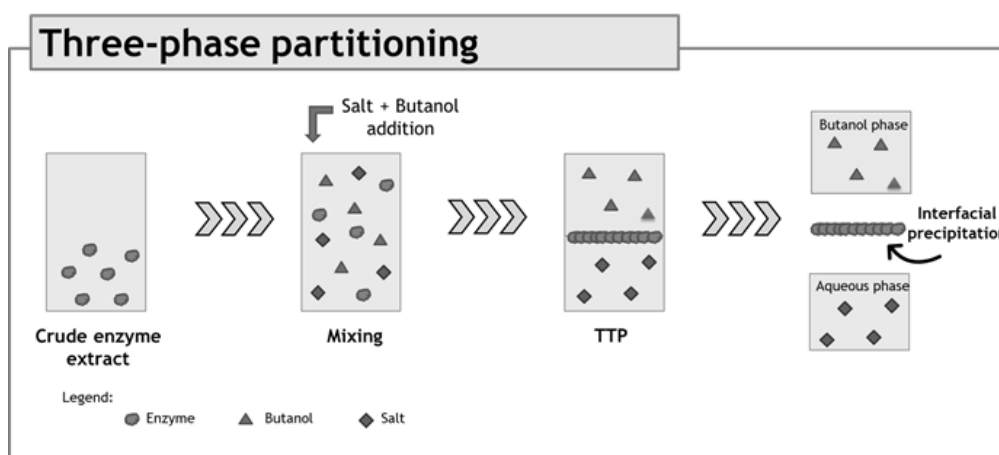 Three-phase partitioning
Salt + Butanol
addition
Butanol phase
Interfacial
precipitation
Aqueous phase
Crude enzyme
extract
Mixing
TTP
Legend:
Enzyme
Butanol
Salt